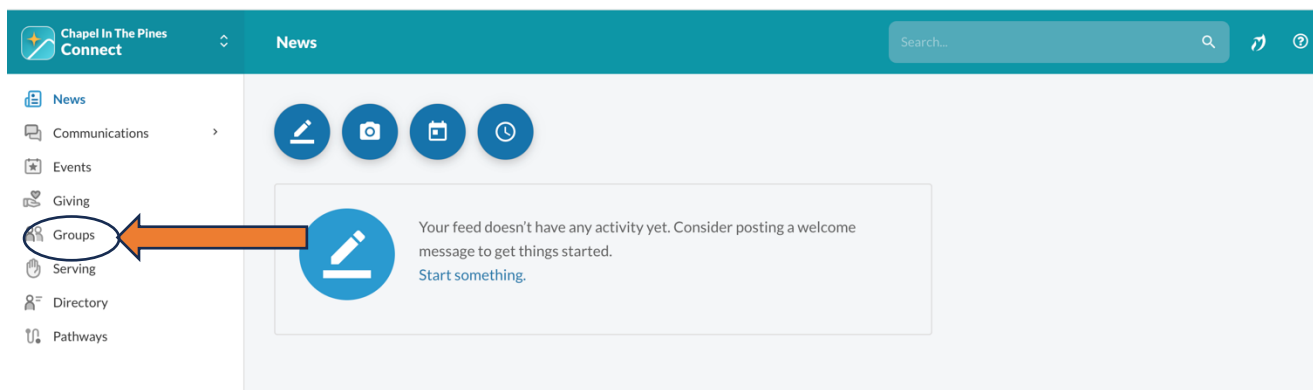 Chapel In The Pines
Connect
News
Search...
News
Communications
Events
Giving
Groups
Serving
Directory
Pathways
Your feed doesn't have any activity yet. Consider posting a welcome
message to get things started.
Start something.